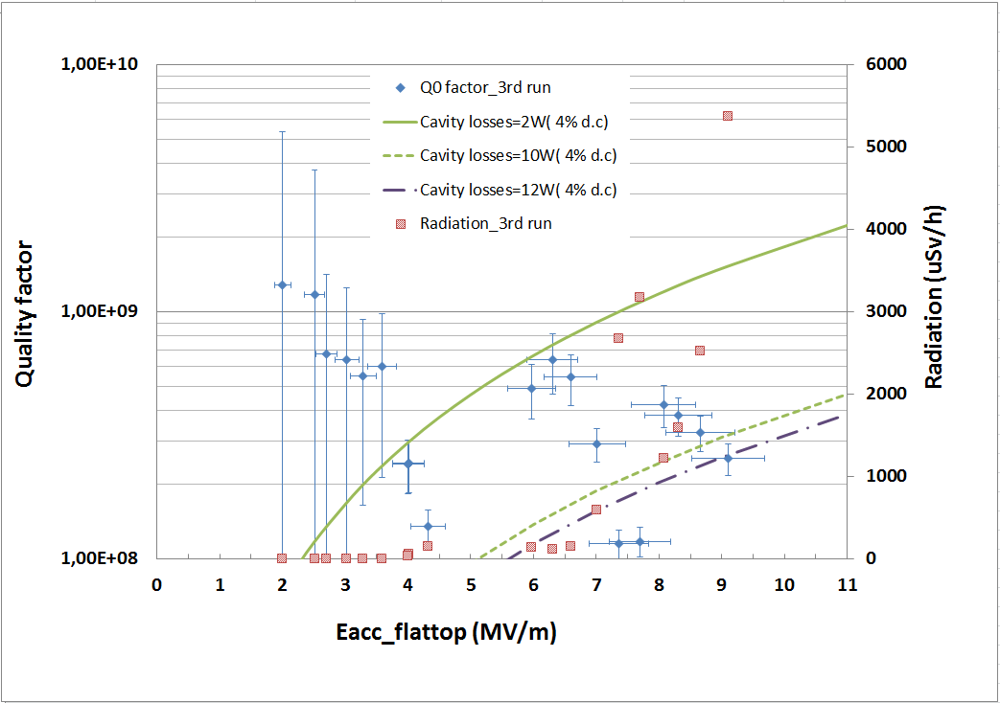 1,00E+10
1,00E+09
1,00E+08
Quality factor
Q0 factor_3rd run
Cavity losses=2W( 4% d.c)
Cavity losses=10W( 4% d.c)
Cavity losses=12W( 4% d.c)
Radiation_3rd run
6000
5000
4000
3000
2000
1000
0
Radiation (uSv/h)
0 1 2 3 4 5 6 7 8 9 10 11
Eacc_flattop (MV/m)